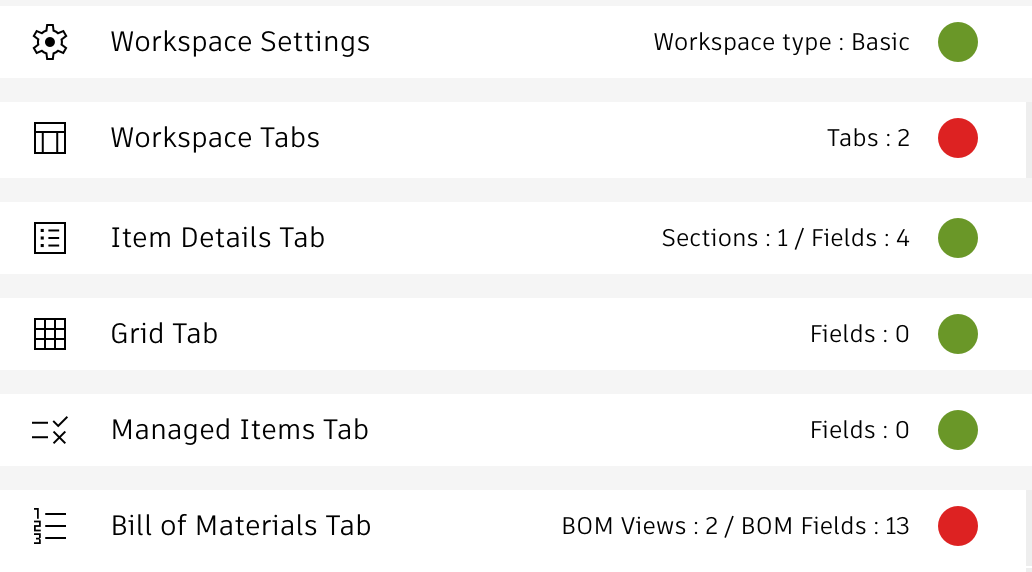 Workspace Settings Workspace type : Basic
Workspace Tabs Tabs : 2
Item Details Tab Sections : 1 / Fields : 4
Grid Tab Fields : 0
Managed Items Tab Fields : 0
Bill of Materials Tab BOM Views : 2 / BOM Fields : 13